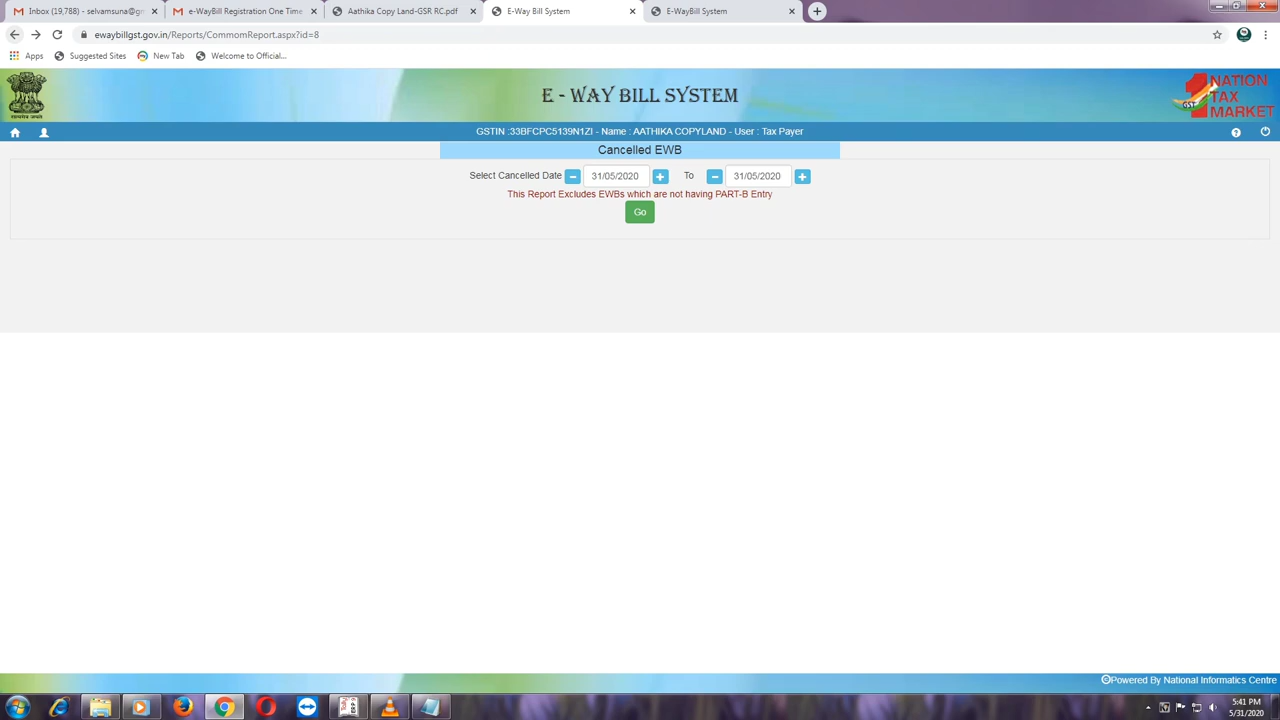 Inbox (19,788) - selvamsuna@g
e-WayBill Registration One Time
Aathika Copy Land-GSR RC.pdf
E-Way Bill System
E-WayBill System
ewaybillgst.gov.in/Reports/CommomReport.aspx?id=8
Apps
Suggested Sites
New Tab
Welcome to Official...
E - WAY BILL SYSTEM
GST
NATION
TAX
MARKET
GSTIN :33BFCPC5139N1ZI - Name : AATHIKA COPYLAND - User : Tax Payer
Cancelled EWB
Select Cancelled Date 31/05/2020 To 31/05/2020
This Report Excludes EWBs which are not having PART-B Entry
Go
Powered By National Informatics Centre
5:41 PM
5/31/2020